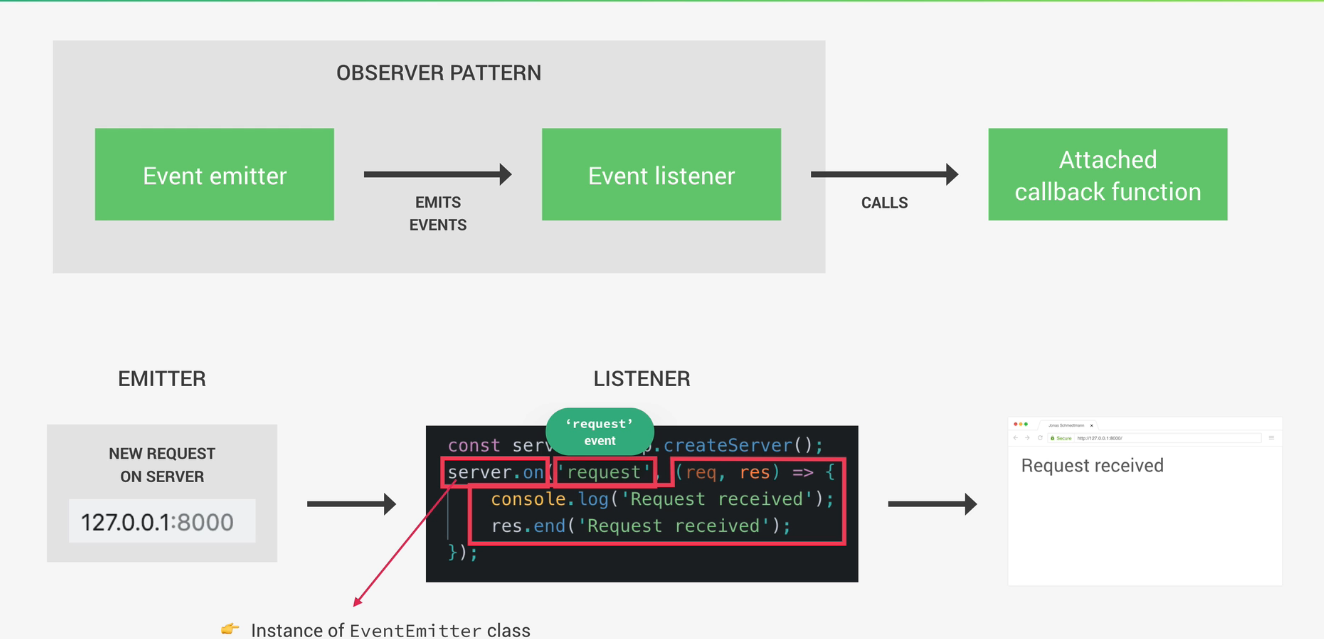 OBSERVER PATTERN
Event emitter
EMITS
EVENTS
Event listener
CALLS
Attached
callback function
EMITTER
NEW REQUEST
ON SERVER
127.0.0.1:8000
LISTENER
‘request’
event
const serv p.createServer();
server.on('request', (req, res) => {
console.log('Request received');
res.end('Request received');
});
Jonas Schmedtmann
Secure http://127.0.0.1:8000/
Request received
👉 Instance of EventEmitter class